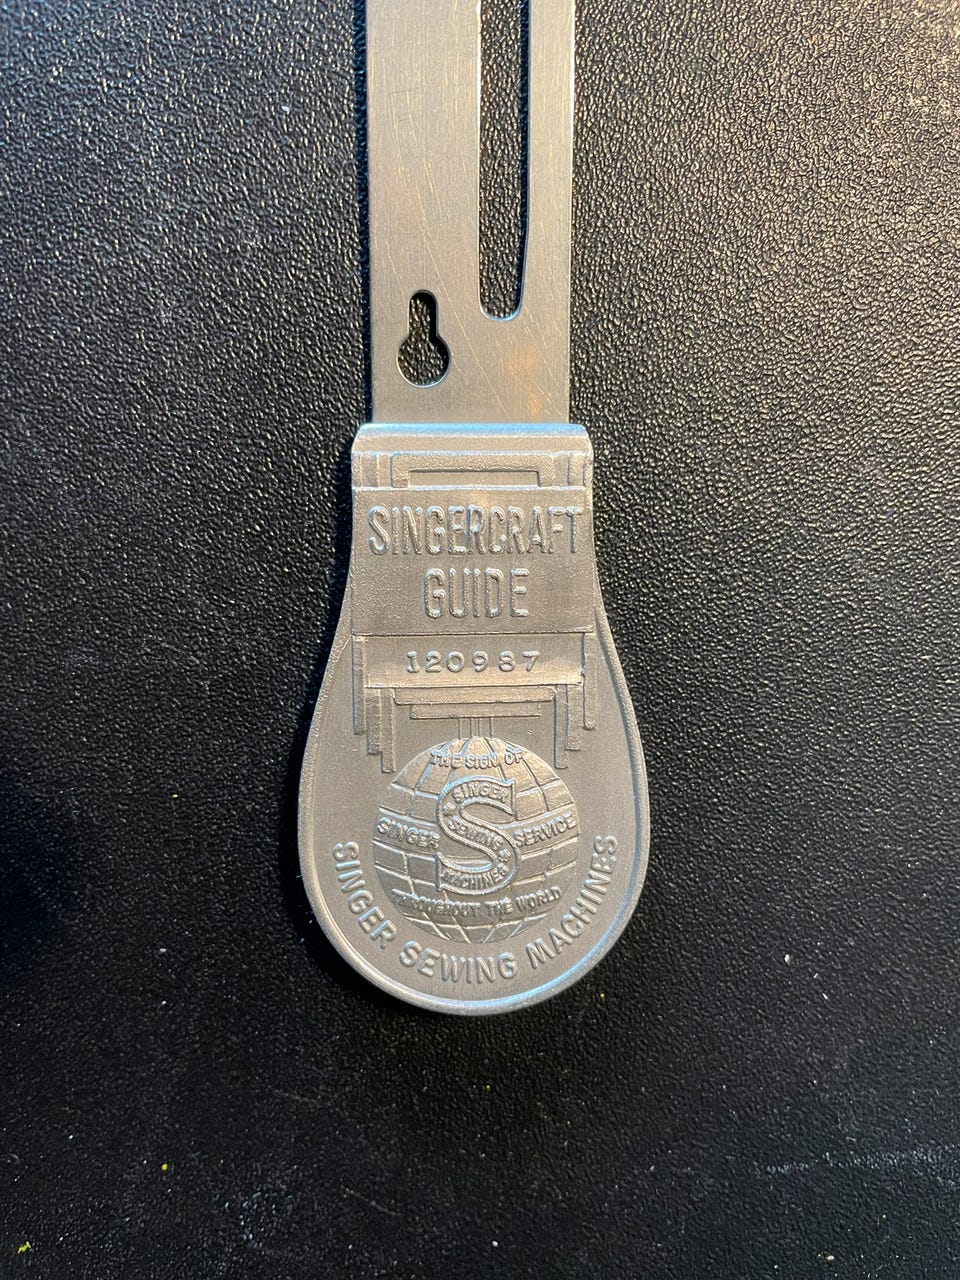 SINGERCRAFT
GUIDE
120987
THE SIGN OF
SINGER
SEWING
MACHINES
SINGER SERVICE
THROUGHOUT THE WORLD
SINGER SEWING MACHINES